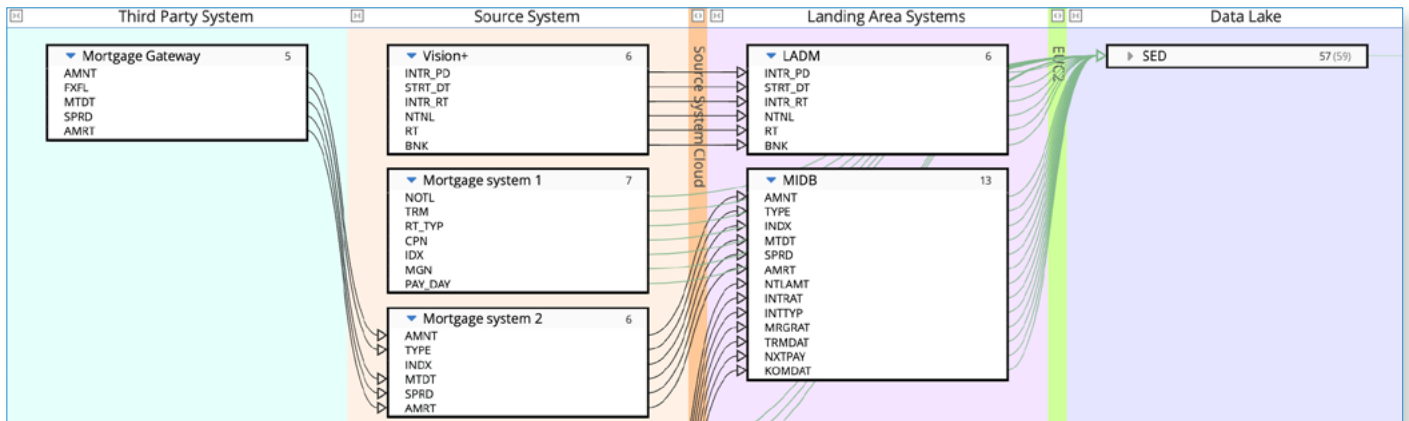 Third Party System
Source System
Landing Area Systems
Data Lake
Mortgage Gateway 5
AMNT
FXFL
MTDT
SPRD
AMRT
Vision+ 6
INTR_PD
STRT_DT
INTR_RT
NTNL
RT
BNK
Mortgage system 1 7
NOTL
TRM
RT_TYP
CPN
IDX
MGN
PAY_DAY
Mortgage system 2 6
AMNT
TYPE
INDX
MTDT
SPRD
AMRT
Source System Cloud
LADM 6
INTR_PD
STRT_DT
INTR_RT
NTNL
RT
BNK
MIDB 13
AMNT
TYPE
INDX
MTDT
SPRD
AMRT
NTLAMT
INTRAT
INTTYP
MRGRAT
TRMDAT
NXTPAY
KOMDAT
EUC2
SED 57 (59)